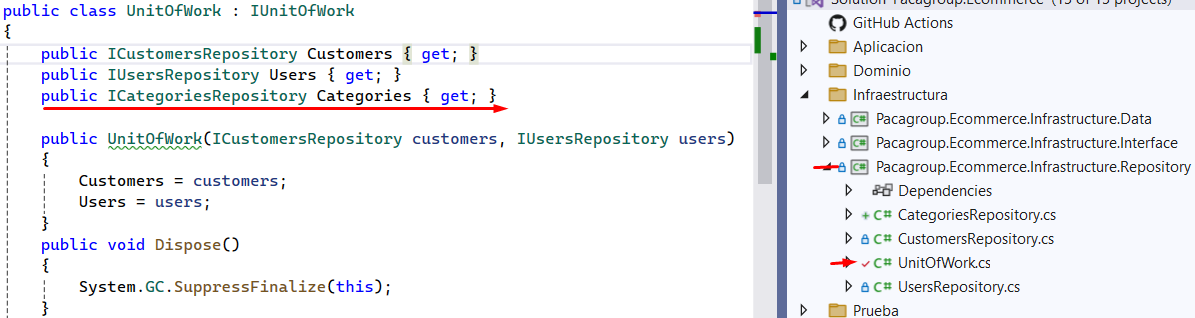 public class UnitOfWork : IUnitOfWork
{
public ICustomersRepository Customers { get; }
public IUsersRepository Users { get; }
public ICategoriesRepository Categories { get; }
public UnitOfWork(ICustomersRepository customers, IUsersRepository users)
{
Customers = customers;
Users = users;
}
public void Dispose()
{
System.GC.SuppressFinalize(this);
}
Solution 'Pacagroup.Ecommerce' (15 of 15 projects)
GitHub Actions
Aplicacion
Dominio
Infraestructura
C# Pacagroup.Ecommerce.Infrastructure.Data
C# Pacagroup.Ecommerce.Infrastructure.Interface
C# Pacagroup.Ecommerce.Infrastructure.Repository
Dependencies
+ C# CategoriesRepository.cs
C# CustomersRepository.cs
C# UnitOfWork.cs
C# UsersRepository.cs
Prueba